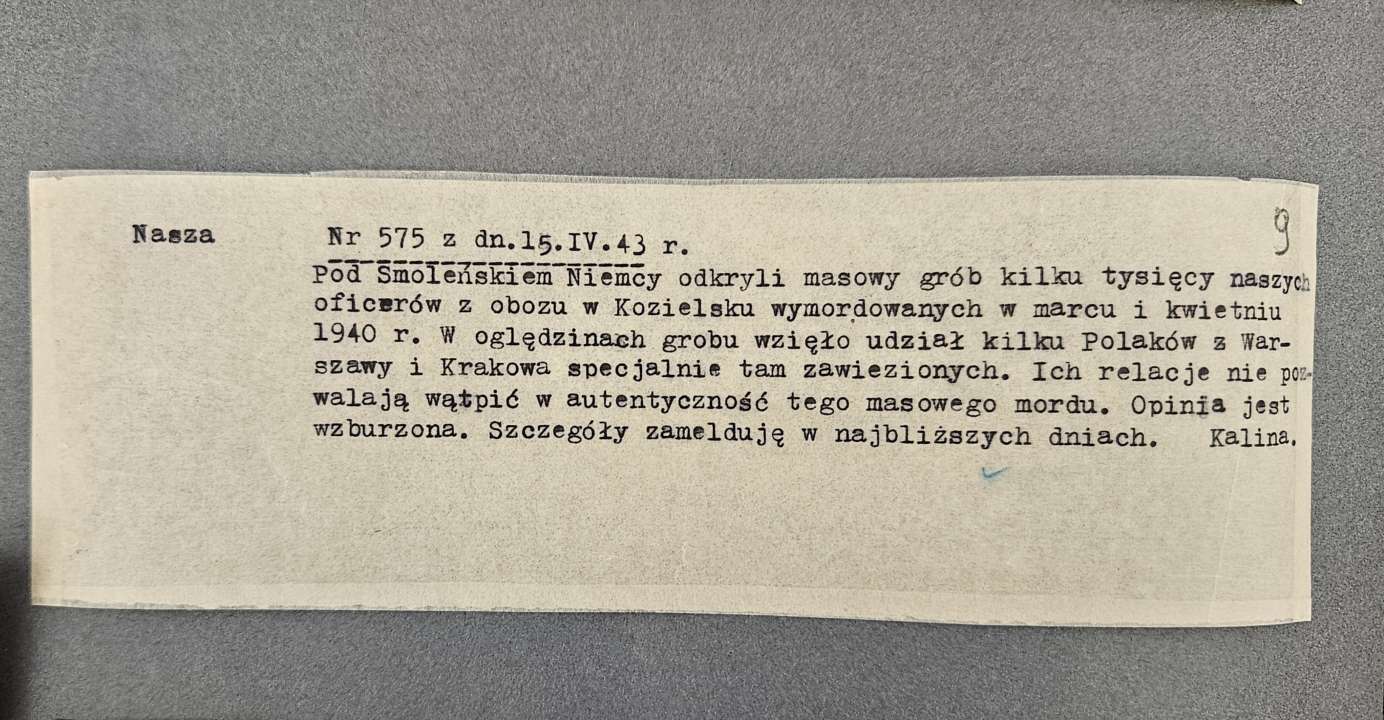 9
Nasza Nr 575 z dn.15.IV.43 r.
Pod Smoleńskiem Niemcy odkryli masowy grób kilku tysięcy naszych
oficerów z obozu w Kozielsku wymordowanych w marcu i kwietniu
1940 r. W oględzinach grobu wzięło udział kilku Polaków z War-
szawy i Krakowa specjalnie tam zawiezionych. Ich relacje nie poz-
walają wątpić w autentyczność tego masowego mordu. Opinia jest
wzburzona. Szczegóły zamelduję w najbliższych dniach. Kalina.